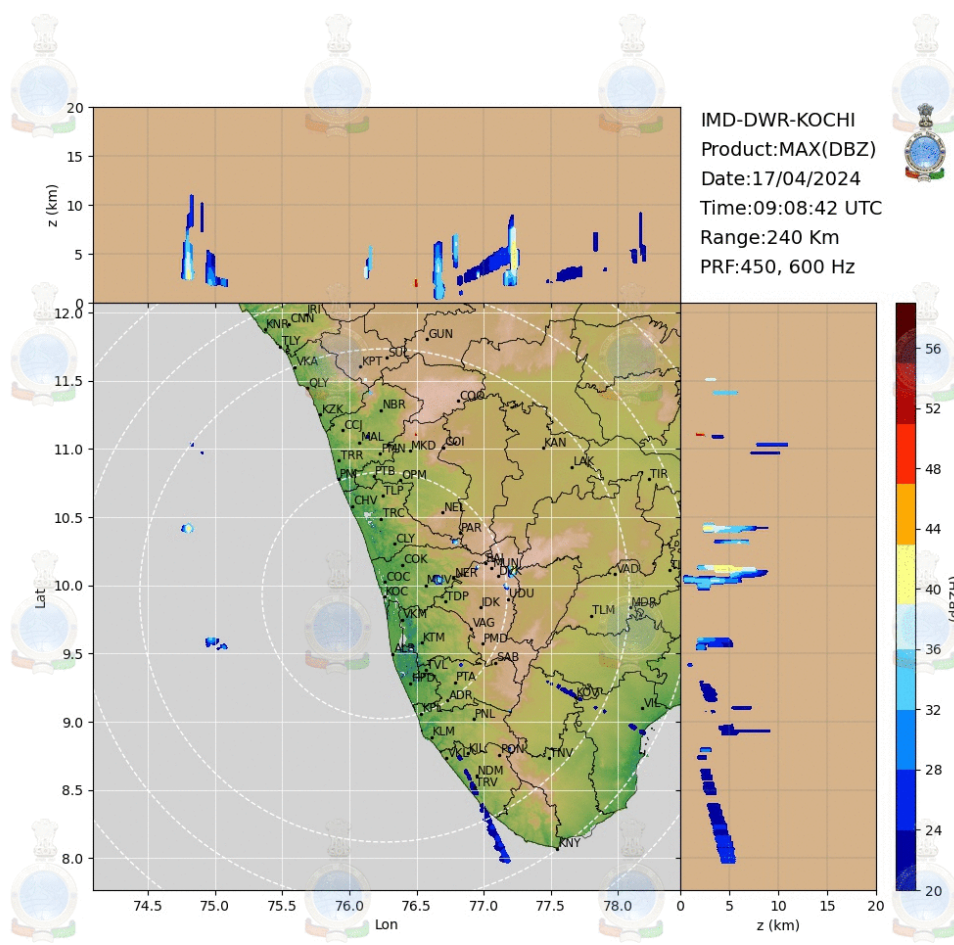 IMD-DWR-KOCHI
Product:MAX(DBZ)
Date:17/04/2024
Time:09:08:42 UTC
Range:240 Km
PRF:450, 600 Hz
20
15
10
5
0
z (km)
12.0
11.5
11.0
10.5
10.0
9.5
9.0
8.5
8.0
Lat
74.5 75.0 75.5 76.0 76.5 77.0 77.5 78.0
Lon
0 5 10 15 20
z (km)
56
52
48
44
40
36
32
28
24
20
IRI
CNN
KNR
TLY
GUN
VKA
KPT
SUL
QLY
COO
KZK
NBR
CCJ
MAL
MKD
COI
KAN
TRR
LAK
TIR
PNI
PTB
OPM
TLP
CHV
NEL
TRC
PAR
CLY
COK
MUN
COC
MUV
NER
DKK
VAD
KOC
TDP
IDK
UDU
MDR
VKM
VAG
TLM
KTM
PMD
ALP
SAB
TVL
HPD
PTA
KOV
ADR
VIL
KPL
PNL
KLM
VKL
KIL
PON
TNV
NDM
TRV
KNY